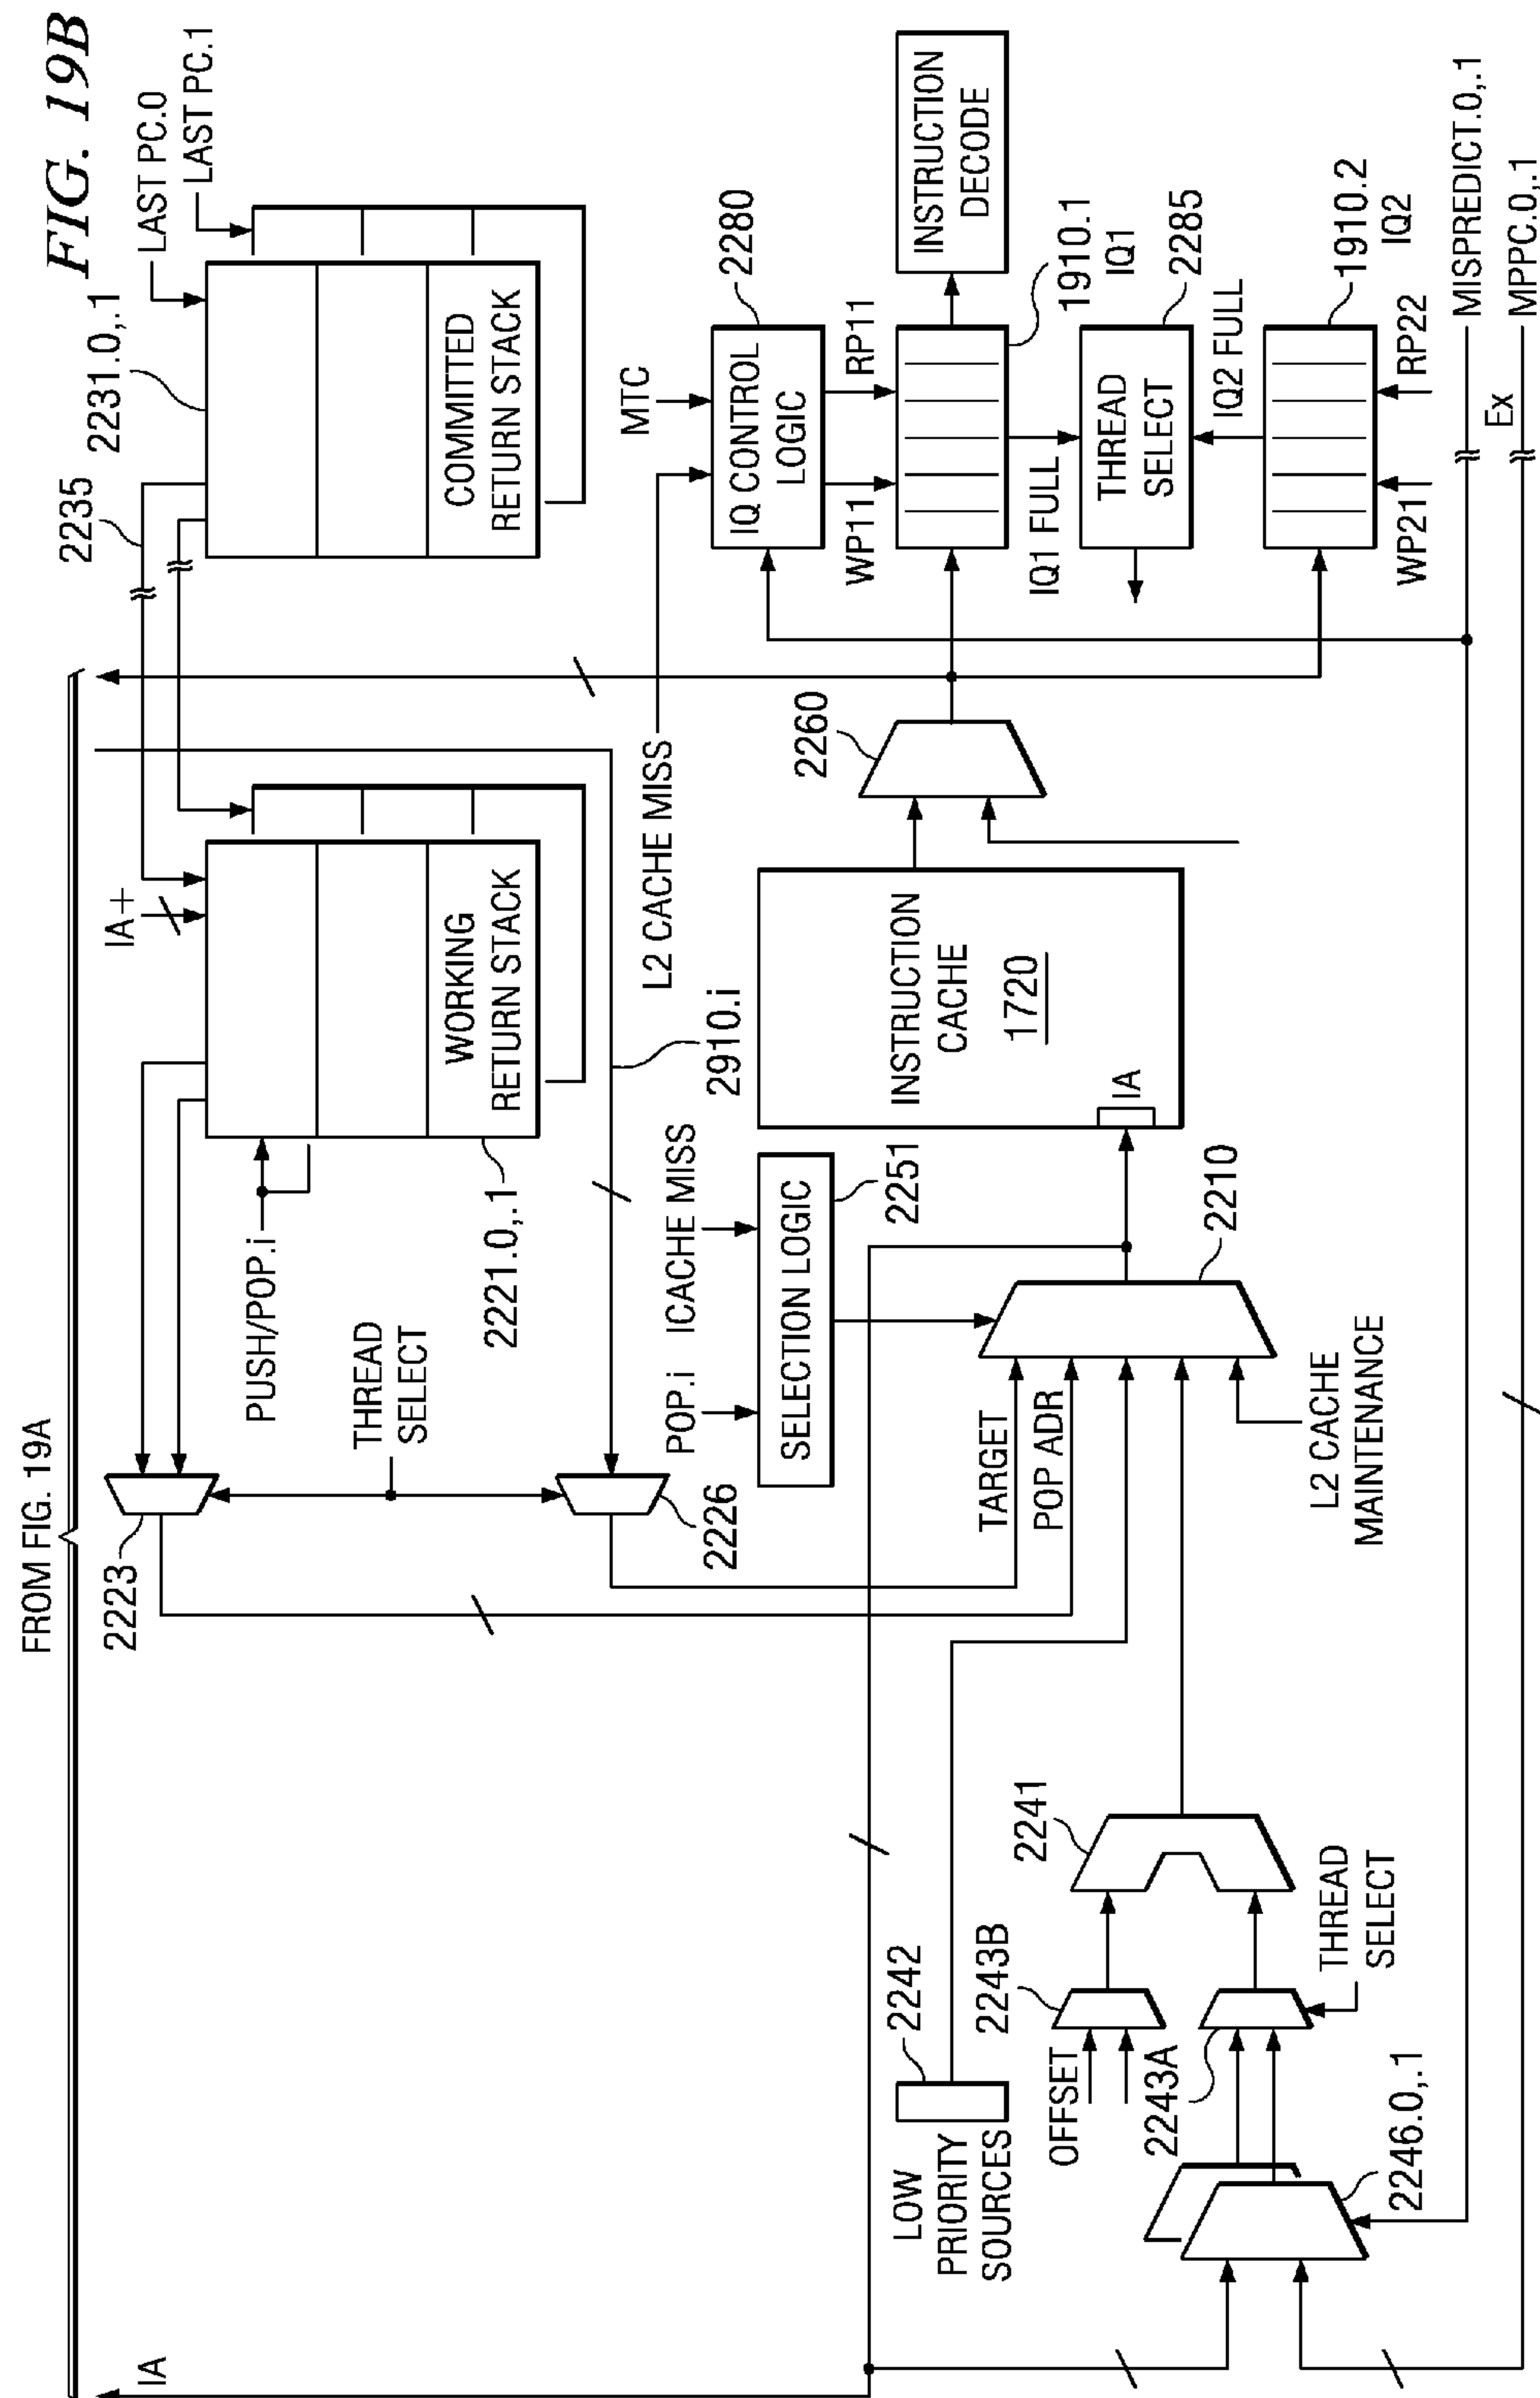 FIG. 19B
FROM FIG. 19A
LAST PC.0
LAST PC.1
2231.0,.1
2235
COMMITTED
RETURN STACK
IA+
WORKING
RETURN STACK
2221.0,.1
PUSH/POP.i
THREAD
SELECT
2223
2226
2910.i
L2 CACHE MISS
MTC
2280
IQ CONTROL
LOGIC
WP11
RP11
INSTRUCTION
DECODE
1910.1
IQ1
IQ1 FULL
THREAD
SELECT
2285
IQ2 FULL
1910.2
IQ2
WP21
RP22
2260
INSTRUCTION
CACHE
1720
IA
POP.i
ICACHE MISS
SELECTION LOGIC
2251
2210
TARGET
POP ADR
L2 CACHE
MAINTENANCE
2241
2242
LOW
PRIORITY
SOURCES
2243B
OFFSET
2243A
THREAD
SELECT
2246.0,.1
IA
MISPREDICT.0,.1
Ex
MPPC.0,.1